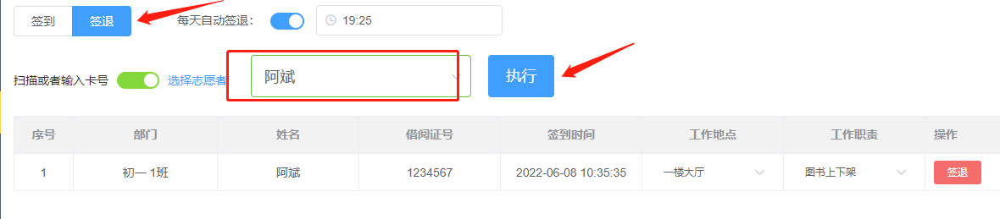 签到 签退 每天自动签退： 19:25
扫描或者输入卡号 选择志愿者 阿斌 执行
序号 部门 姓名 借阅证号 签到时间 工作地点 工作职责 操作
1 初一 1班 阿斌 1234567 2022-06-08 10:35:35 一楼大厅 图书上下架 签退